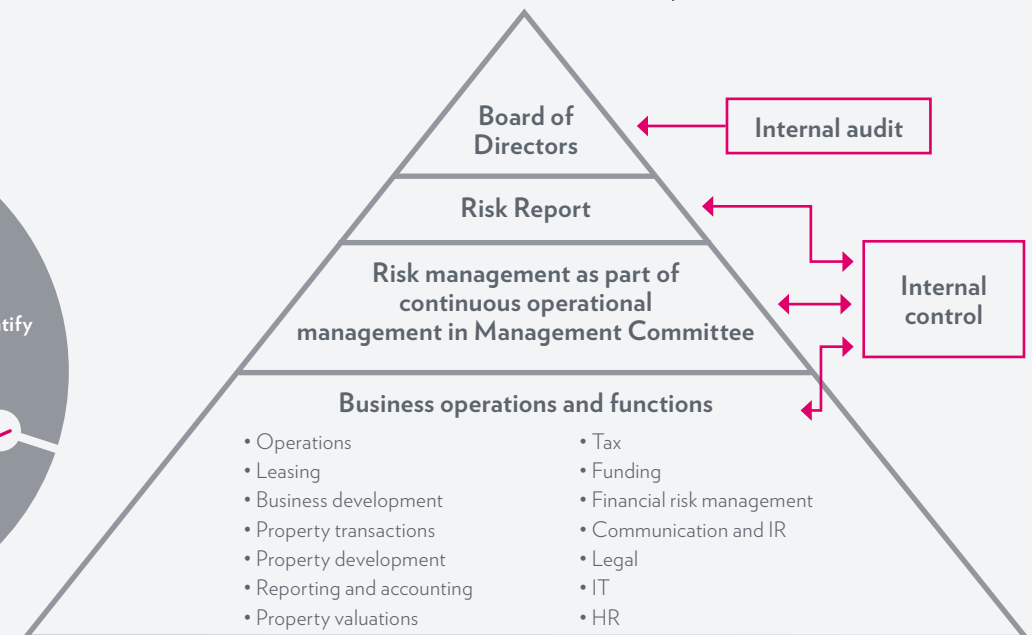 Board of
Directors
Internal audit
Risk Report
Risk management as part of
continuous operational
management in Management Committee
Internal
control
Business operations and functions
• Operations
• Leasing
• Business development
• Property transactions
• Property development
• Reporting and accounting
• Property valuations
• Tax
• Funding
• Financial risk management
• Communication and IR
• Legal
• IT
• HR